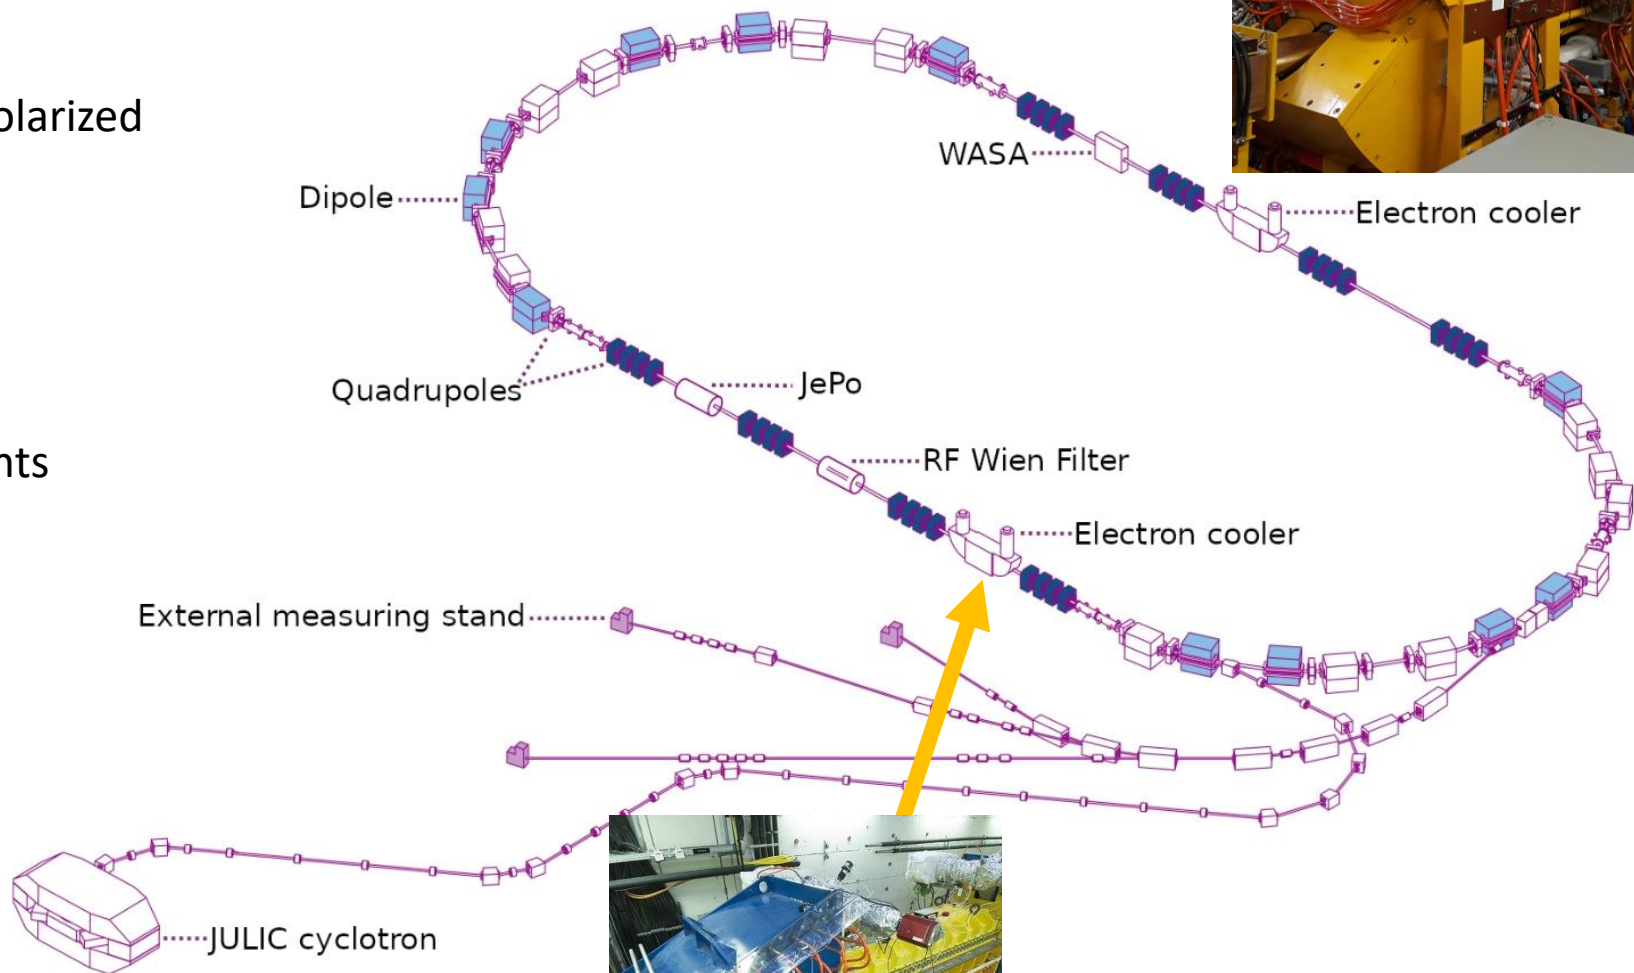 olarized
WASA
Dipole
Electron cooler
Quadrupoles
JePo
nts
RF Wien Filter
Electron cooler
External measuring stand
JULIC cyclotron